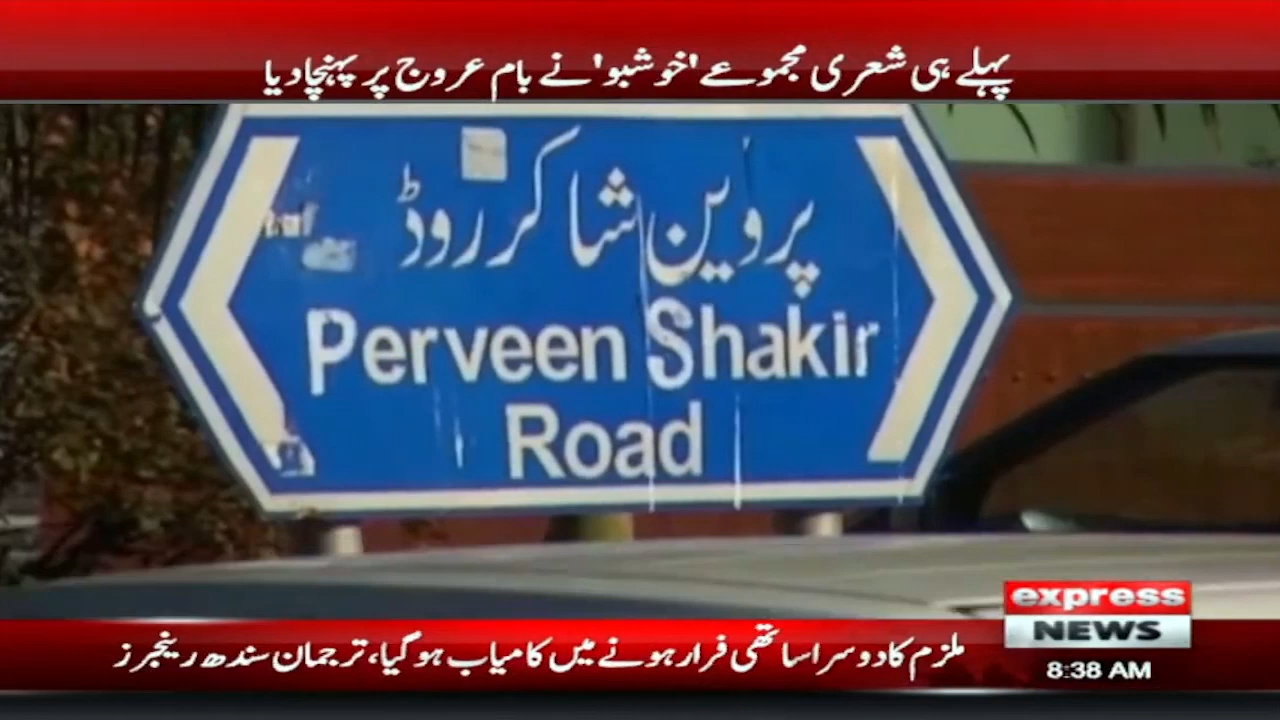 پہلے ہی شعری مجموعے 'خوشبو' نے بام عروج پر پہنچا دیا
پروین شاکر روڈ
Perveen Shakir
Road
express
NEWS
ملزم کا دوسرا ساتھی فرار ہونے میں کامیاب ہوگیا، ترجمان سندھ رینجرز
8:38 AM